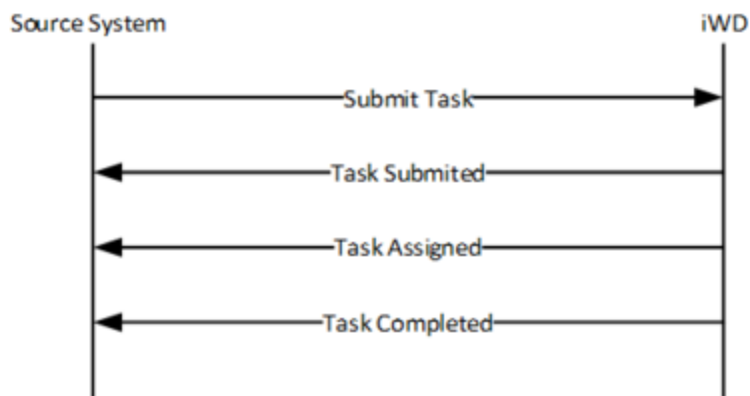 Source System
iWD
Submit Task
Task Submited
Task Assigned
Task Completed